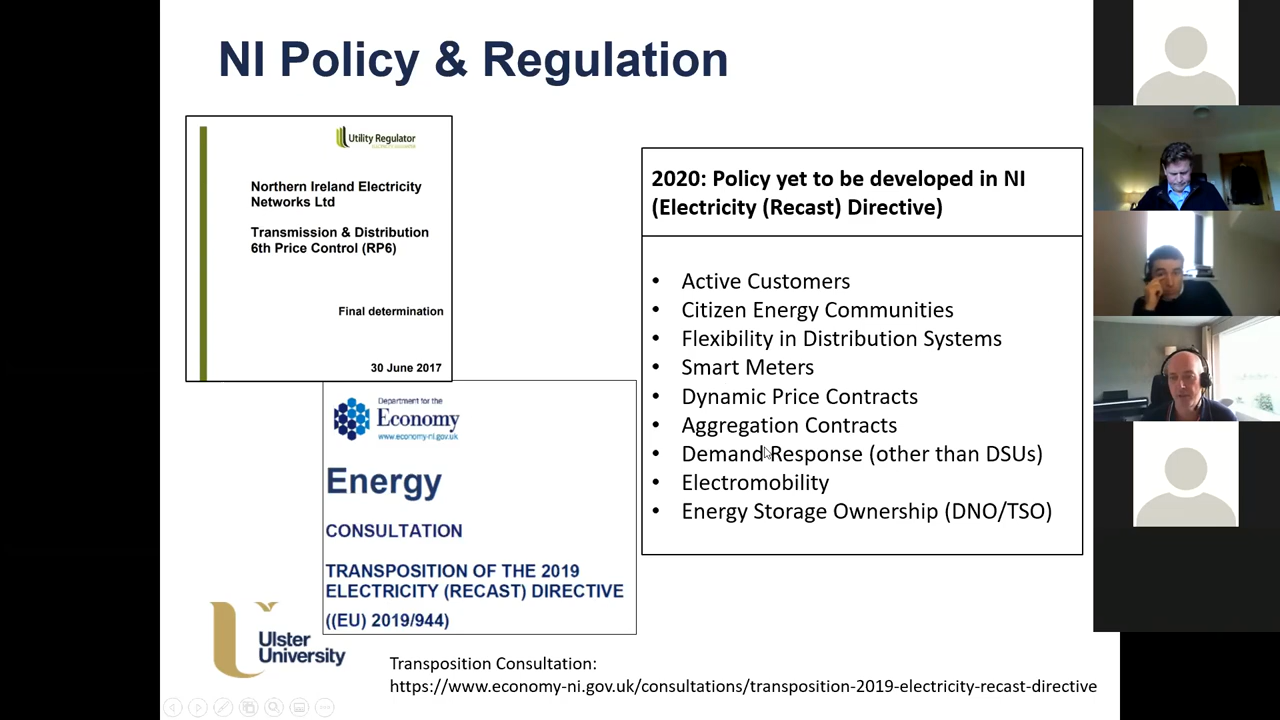 NI Policy & Regulation
Utility Regulator
Northern Ireland Electricity
Networks Ltd
Transmission & Distribution
6th Price Control (RP6)
Final determination
30 June 2017
Department for the
Economy
www.economy-ni.gov.uk
Energy
CONSULTATION
TRANSPOSITION OF THE 2019
ELECTRICITY (RECAST) DIRECTIVE
((EU) 2019/944)
2020: Policy yet to be developed in NI
(Electricity (Recast) Directive)
• Active Customers
• Citizen Energy Communities
• Flexibility in Distribution Systems
• Smart Meters
• Dynamic Price Contracts
• Aggregation Contracts
• Demand Response (other than DSUs)
• Electromobility
• Energy Storage Ownership (DNO/TSO)
Ulster
University
Transposition Consultation:
https://www.economy-ni.gov.uk/consultations/transposition-2019-electricity-recast-directive